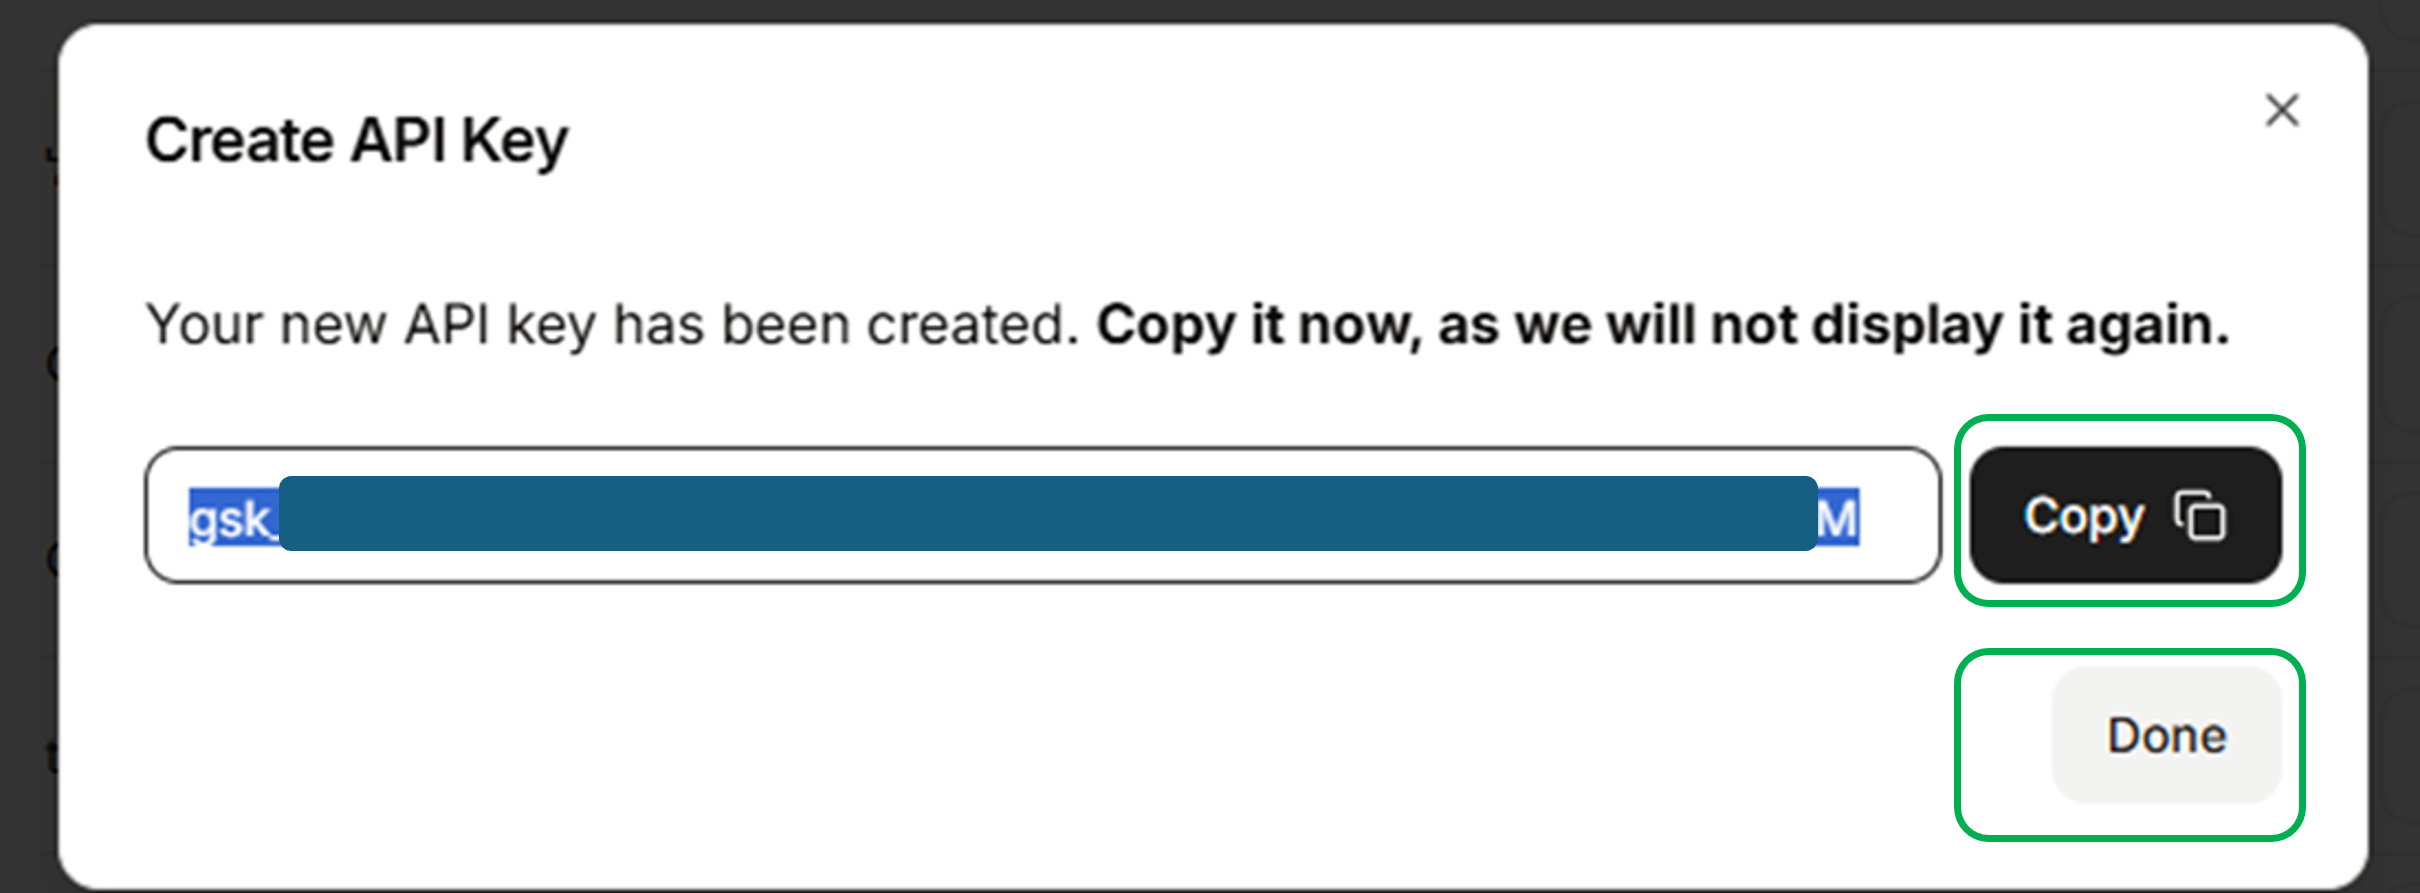 Create API Key
Your new API key has been created. Copy it now, as we will not display it again.
gsk_ M
Copy
Done